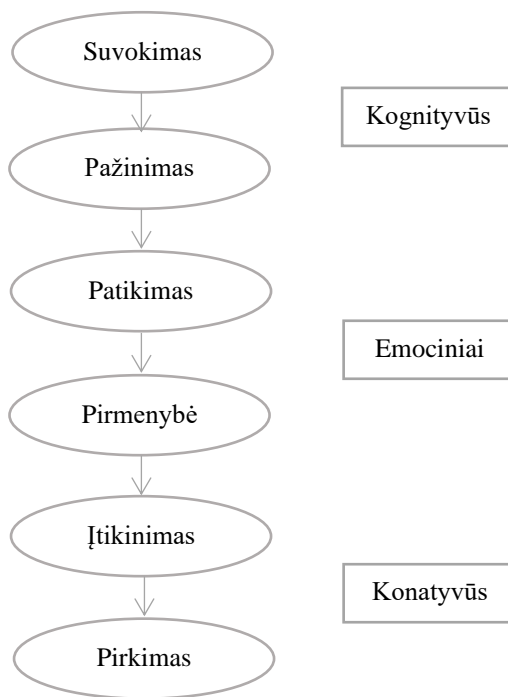 Suvokimas
Kognityvūs
Pažinimas
Patikimas
Emociniai
Pirmenybė
Įtikinimas
Konatyvūs
Pirkimas